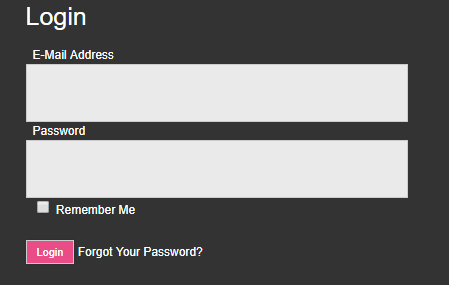 Login
E-Mail Address
Password
Remember Me
Login Forgot Your Password?